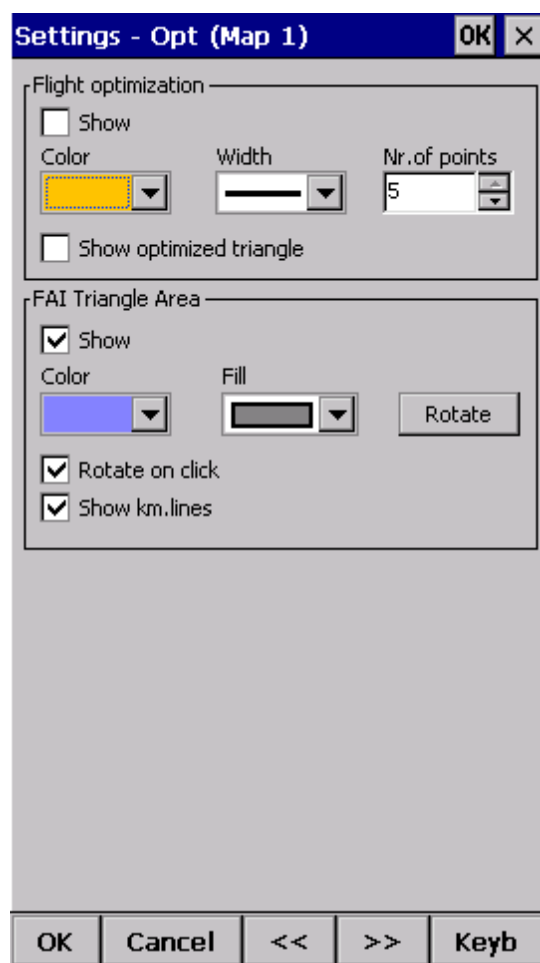 Settings - Opt (Map 1) OK ×
Flight optimization
Show
Color Width Nr.of points
5
Show optimized triangle
FAI Triangle Area
Show
Color Fill
Rotate
Rotate on click
Show km.lines
OK Cancel << >> Keyb